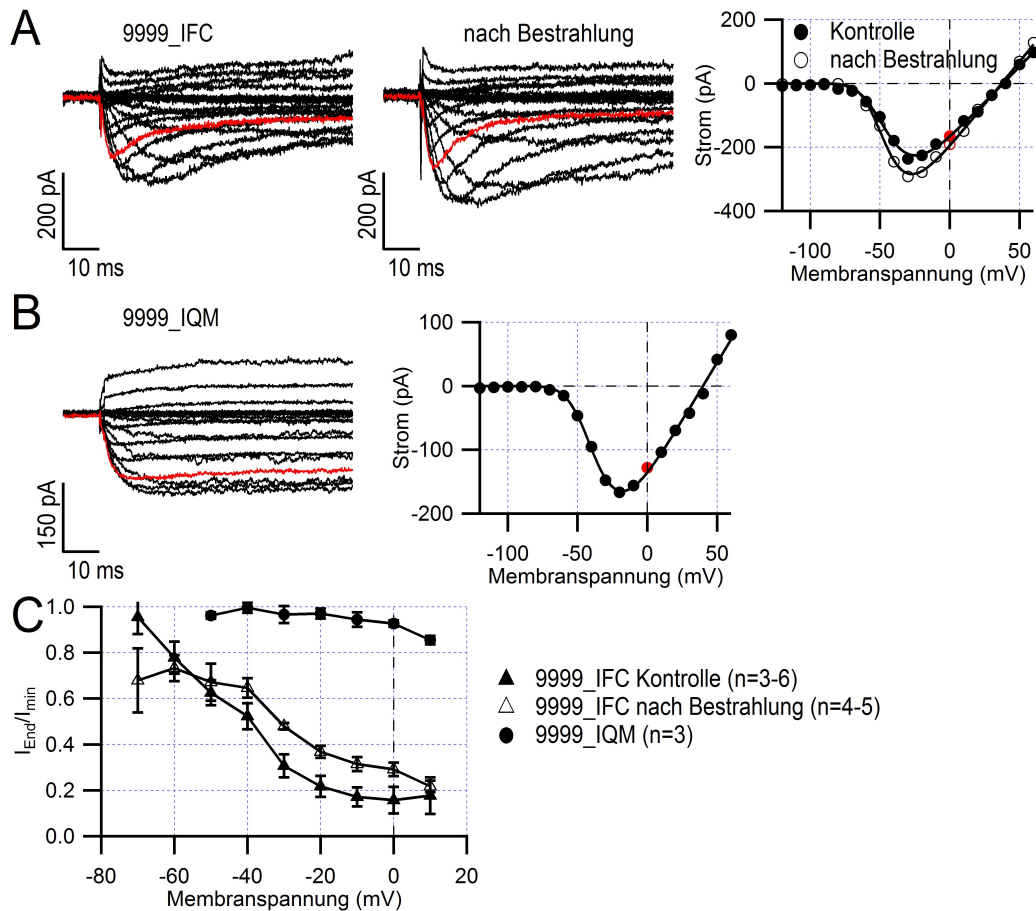 A
9999_IFC
nach Bestrahlung
200 pA
10 ms
200 pA
10 ms
Kontrolle
nach Bestrahlung
200
0
-200
-400
Strom (pA)
-100
-50
0
50
Membranspannung (mV)
B
9999_IQM
150 pA
10 ms
100
0
-100
-200
Strom (pA)
-100
-50
0
50
Membranspannung (mV)
C
1.0
0.8
0.6
0.4
0.2
0.0
IEnd/Imin
-80
-60
-40
-20
0
20
Membranspannung (mV)
9999_IFC Kontrolle (n=3-6)
9999_IFC nach Bestrahlung (n=4-5)
9999_IQM (n=3)